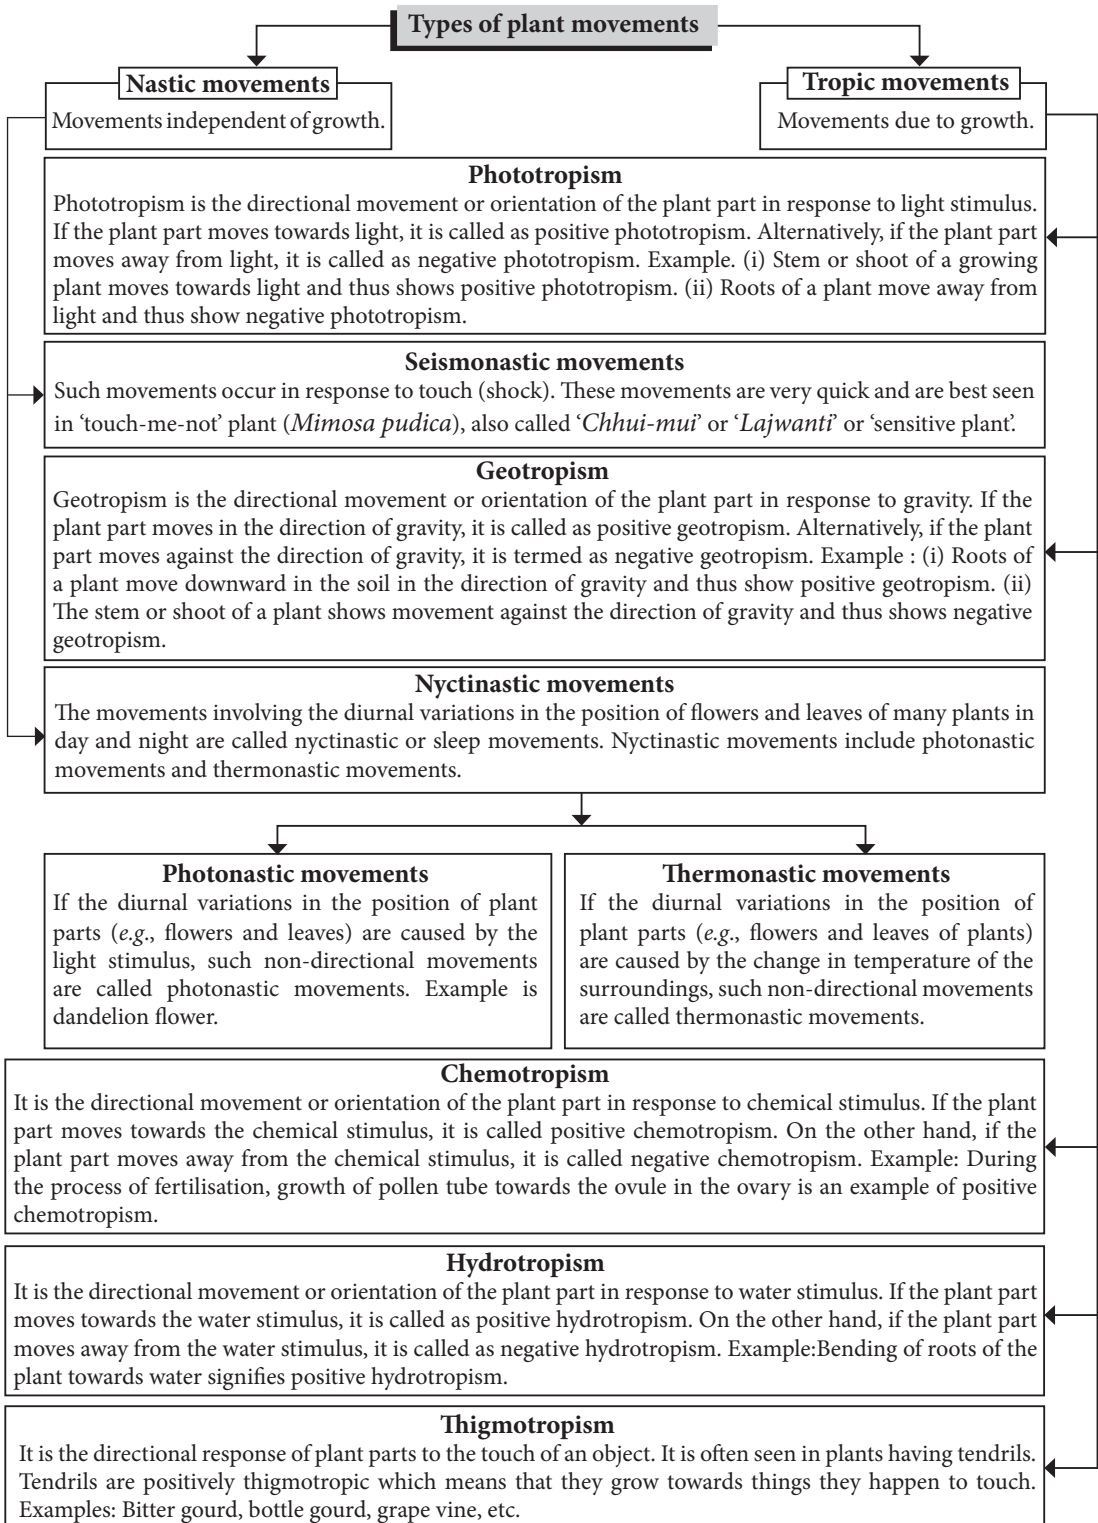 Types of plant movements
Nastic movements
Movements independent of growth.
Tropic movements
Movements due to growth.
Phototropism
Phototropism is the directional movement or orientation of the plant part in response to light stimulus.
If the plant part moves towards light, it is called as positive phototropism. Alternatively, if the plant part
moves away from light, it is called as negative phototropism. Example. (i) Stem or shoot of a growing
plant moves towards light and thus shows positive phototropism. (ii) Roots of a plant move away from
light and thus show negative phototropism.
Seismonastic movements
Such movements occur in response to touch (shock). These movements are very quick and are best seen
in ‘touch-me-not’ plant (Mimosa pudica), also called ‘Chhui-mui’ or ‘Lajwanti’ or ‘sensitive plant’.
Geotropism
Geotropism is the directional movement or orientation of the plant part in response to gravity. If the
plant part moves in the direction of gravity, it is called as positive geotropism. Alternatively, if the plant
part moves against the direction of gravity, it is termed as negative geotropism. Example : (i) Roots of
a plant move downward in the soil in the direction of gravity and thus show positive geotropism. (ii)
The stem or shoot of a plant shows movement against the direction of gravity and thus shows negative
geotropism.
Nyctinastic movements
The movements involving the diurnal variations in the position of flowers and leaves of many plants in
day and night are called nyctinastic or sleep movements. Nyctinastic movements include photonastic
movements and thermonastic movements.
Photonastic movements
If the diurnal variations in the position of plant
parts (e.g., flowers and leaves) are caused by the
light stimulus, such non-directional movements
are called photonastic movements. Example is
dandelion flower.
Thermonastic movements
If the diurnal variations in the position of
plant parts (e.g., flowers and leaves of plants)
are caused by the change in temperature of the
surroundings, such non-directional movements
are called thermonastic movements.
Chemotropism
It is the directional movement or orientation of the plant part in response to chemical stimulus. If the plant
part moves towards the chemical stimulus, it is called positive chemotropism. On the other hand, if the
plant part moves away from the chemical stimulus, it is called negative chemotropism. Example: During
the process of fertilisation, growth of pollen tube towards the ovule in the ovary is an example of positive
chemotropism.
Hydrotropism
It is the directional movement or orientation of the plant part in response to water stimulus. If the plant part
moves towards the water stimulus, it is called as positive hydrotropism. On the other hand, if the plant part
moves away from the water stimulus, it is called as negative hydrotropism. Example:Bending of roots of the
plant towards water signifies positive hydrotropism.
Thigmotropism
It is the directional response of plant parts to the touch of an object. It is often seen in plants having tendrils.
Tendrils are positively thigmotropic which means that they grow towards things they happen to touch.
Examples: Bitter gourd, bottle gourd, grape vine, etc.